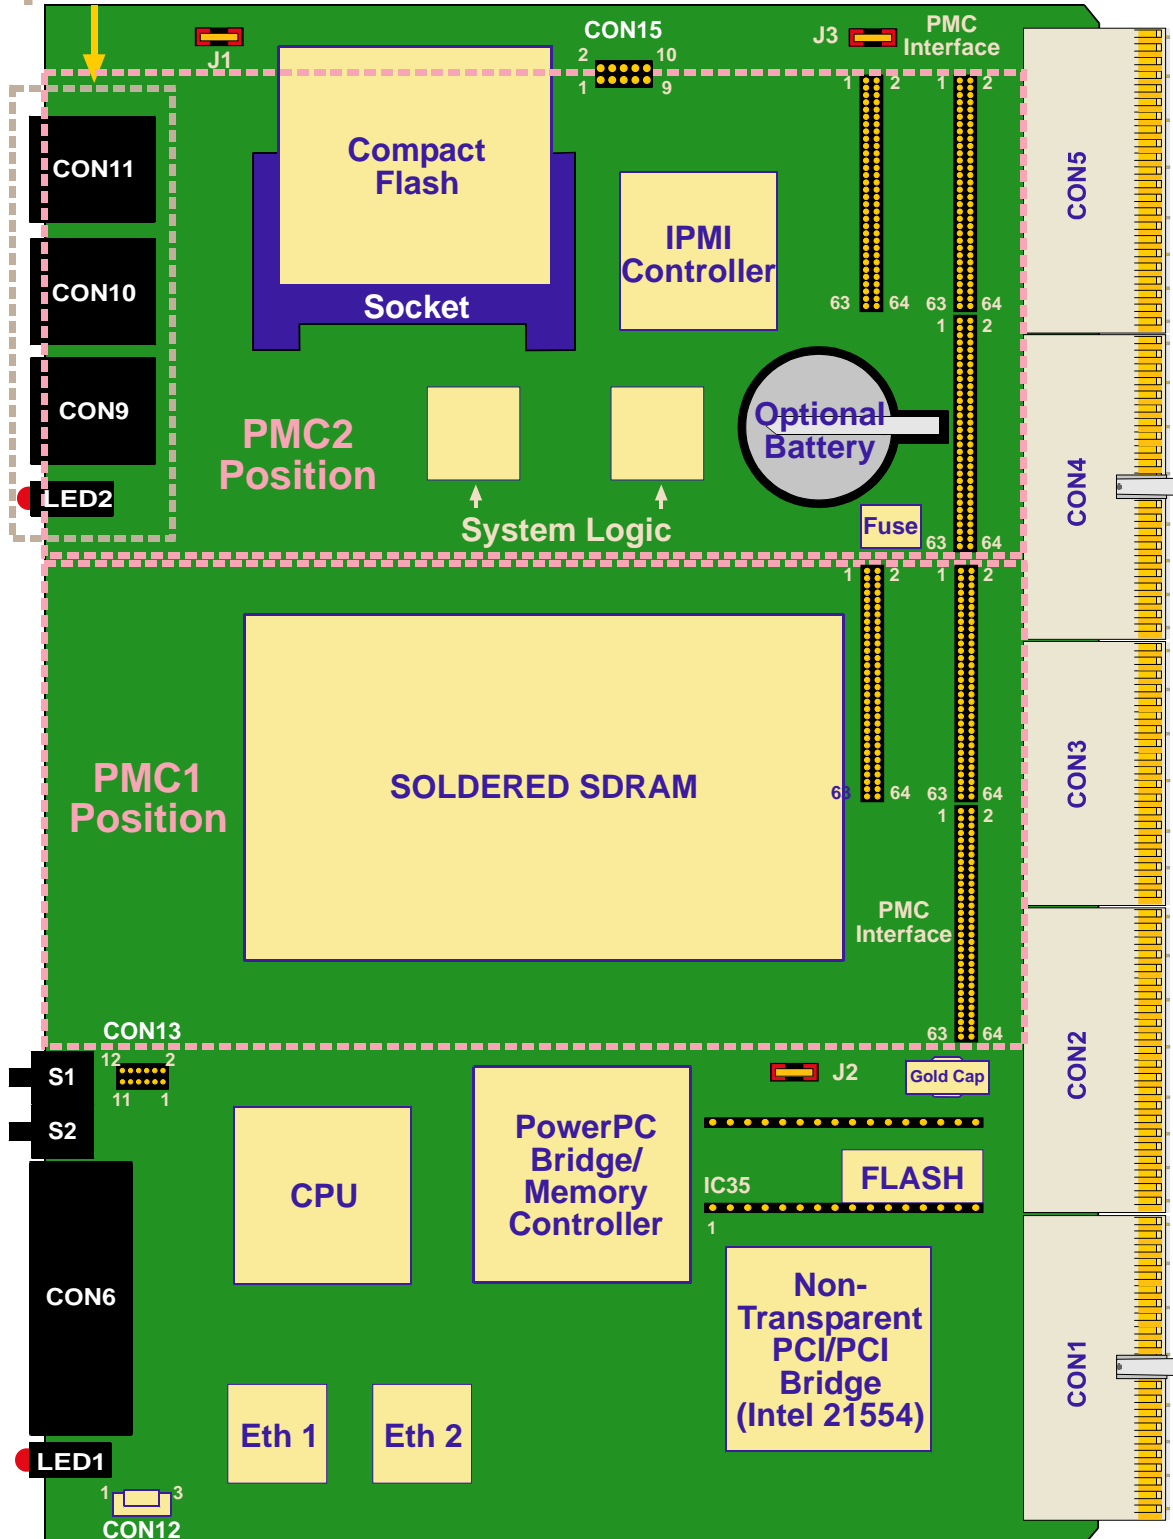 CON15
J1
2 10
1 9
J3
PMC
Interface
1 2 1 2
CON11
CON10
CON9
LED2
Compact
Flash
Socket
IPMI
Controller
63 64 63 64
1 2
CON5
PMC2
Position
System Logic
Optional
Battery
Fuse
63 64
CON4
1 2 1 2
PMC1
Position
SOLDERED SDRAM
63 64 63 64
1 2
CON3
PMC
Interface
63 64
CON13
12 2
11 1
S1
S2
J2
Gold Cap
CON2
CPU
PowerPC
Bridge/
Memory
Controller
IC35
FLASH
1
CON6
Non-
Transparent
PCI/PCI
Bridge
(Intel 21554)
CON1
Eth 1
Eth 2
LED1
1 3
CON12